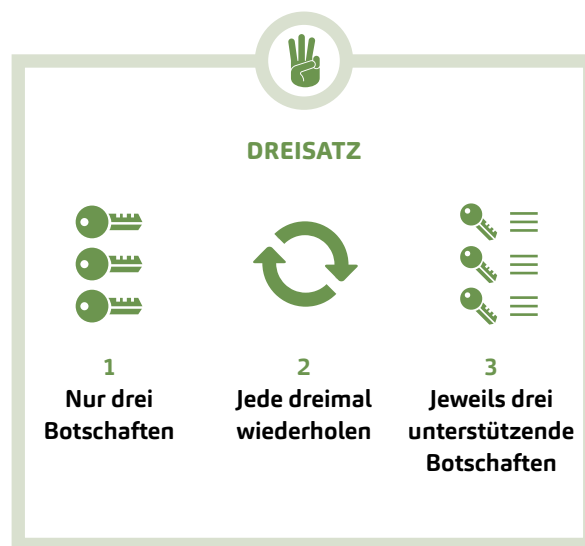 DREISATZ
1
Nur drei
Botschaften
2
Jede dreimal
wiederholen
3
Jeweils drei
unterstützende
Botschaften